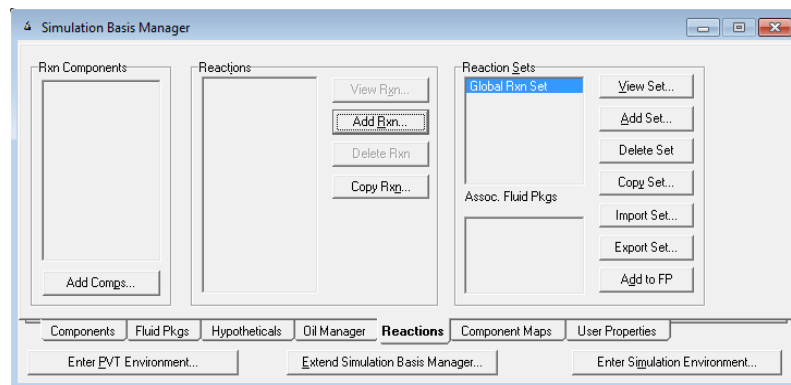 Simulation Basis Manager
Rxn Components
Reactions
Reaction Sets
View Rxn...
Add Rxn...
Delete Rxn
Copy Rxn...
Global Rxn Set
View Set...
Add Set...
Delete Set
Copy Set...
Assoc. Fluid Pkgs
Import Set...
Export Set...
Add to FP
Add Comps...
Components Fluid Pkgs Hypotheticals Oil Manager Reactions Component Maps User Properties
Enter PVT Environment... Extend Simulation Basis Manager... Enter Simulation Environment...